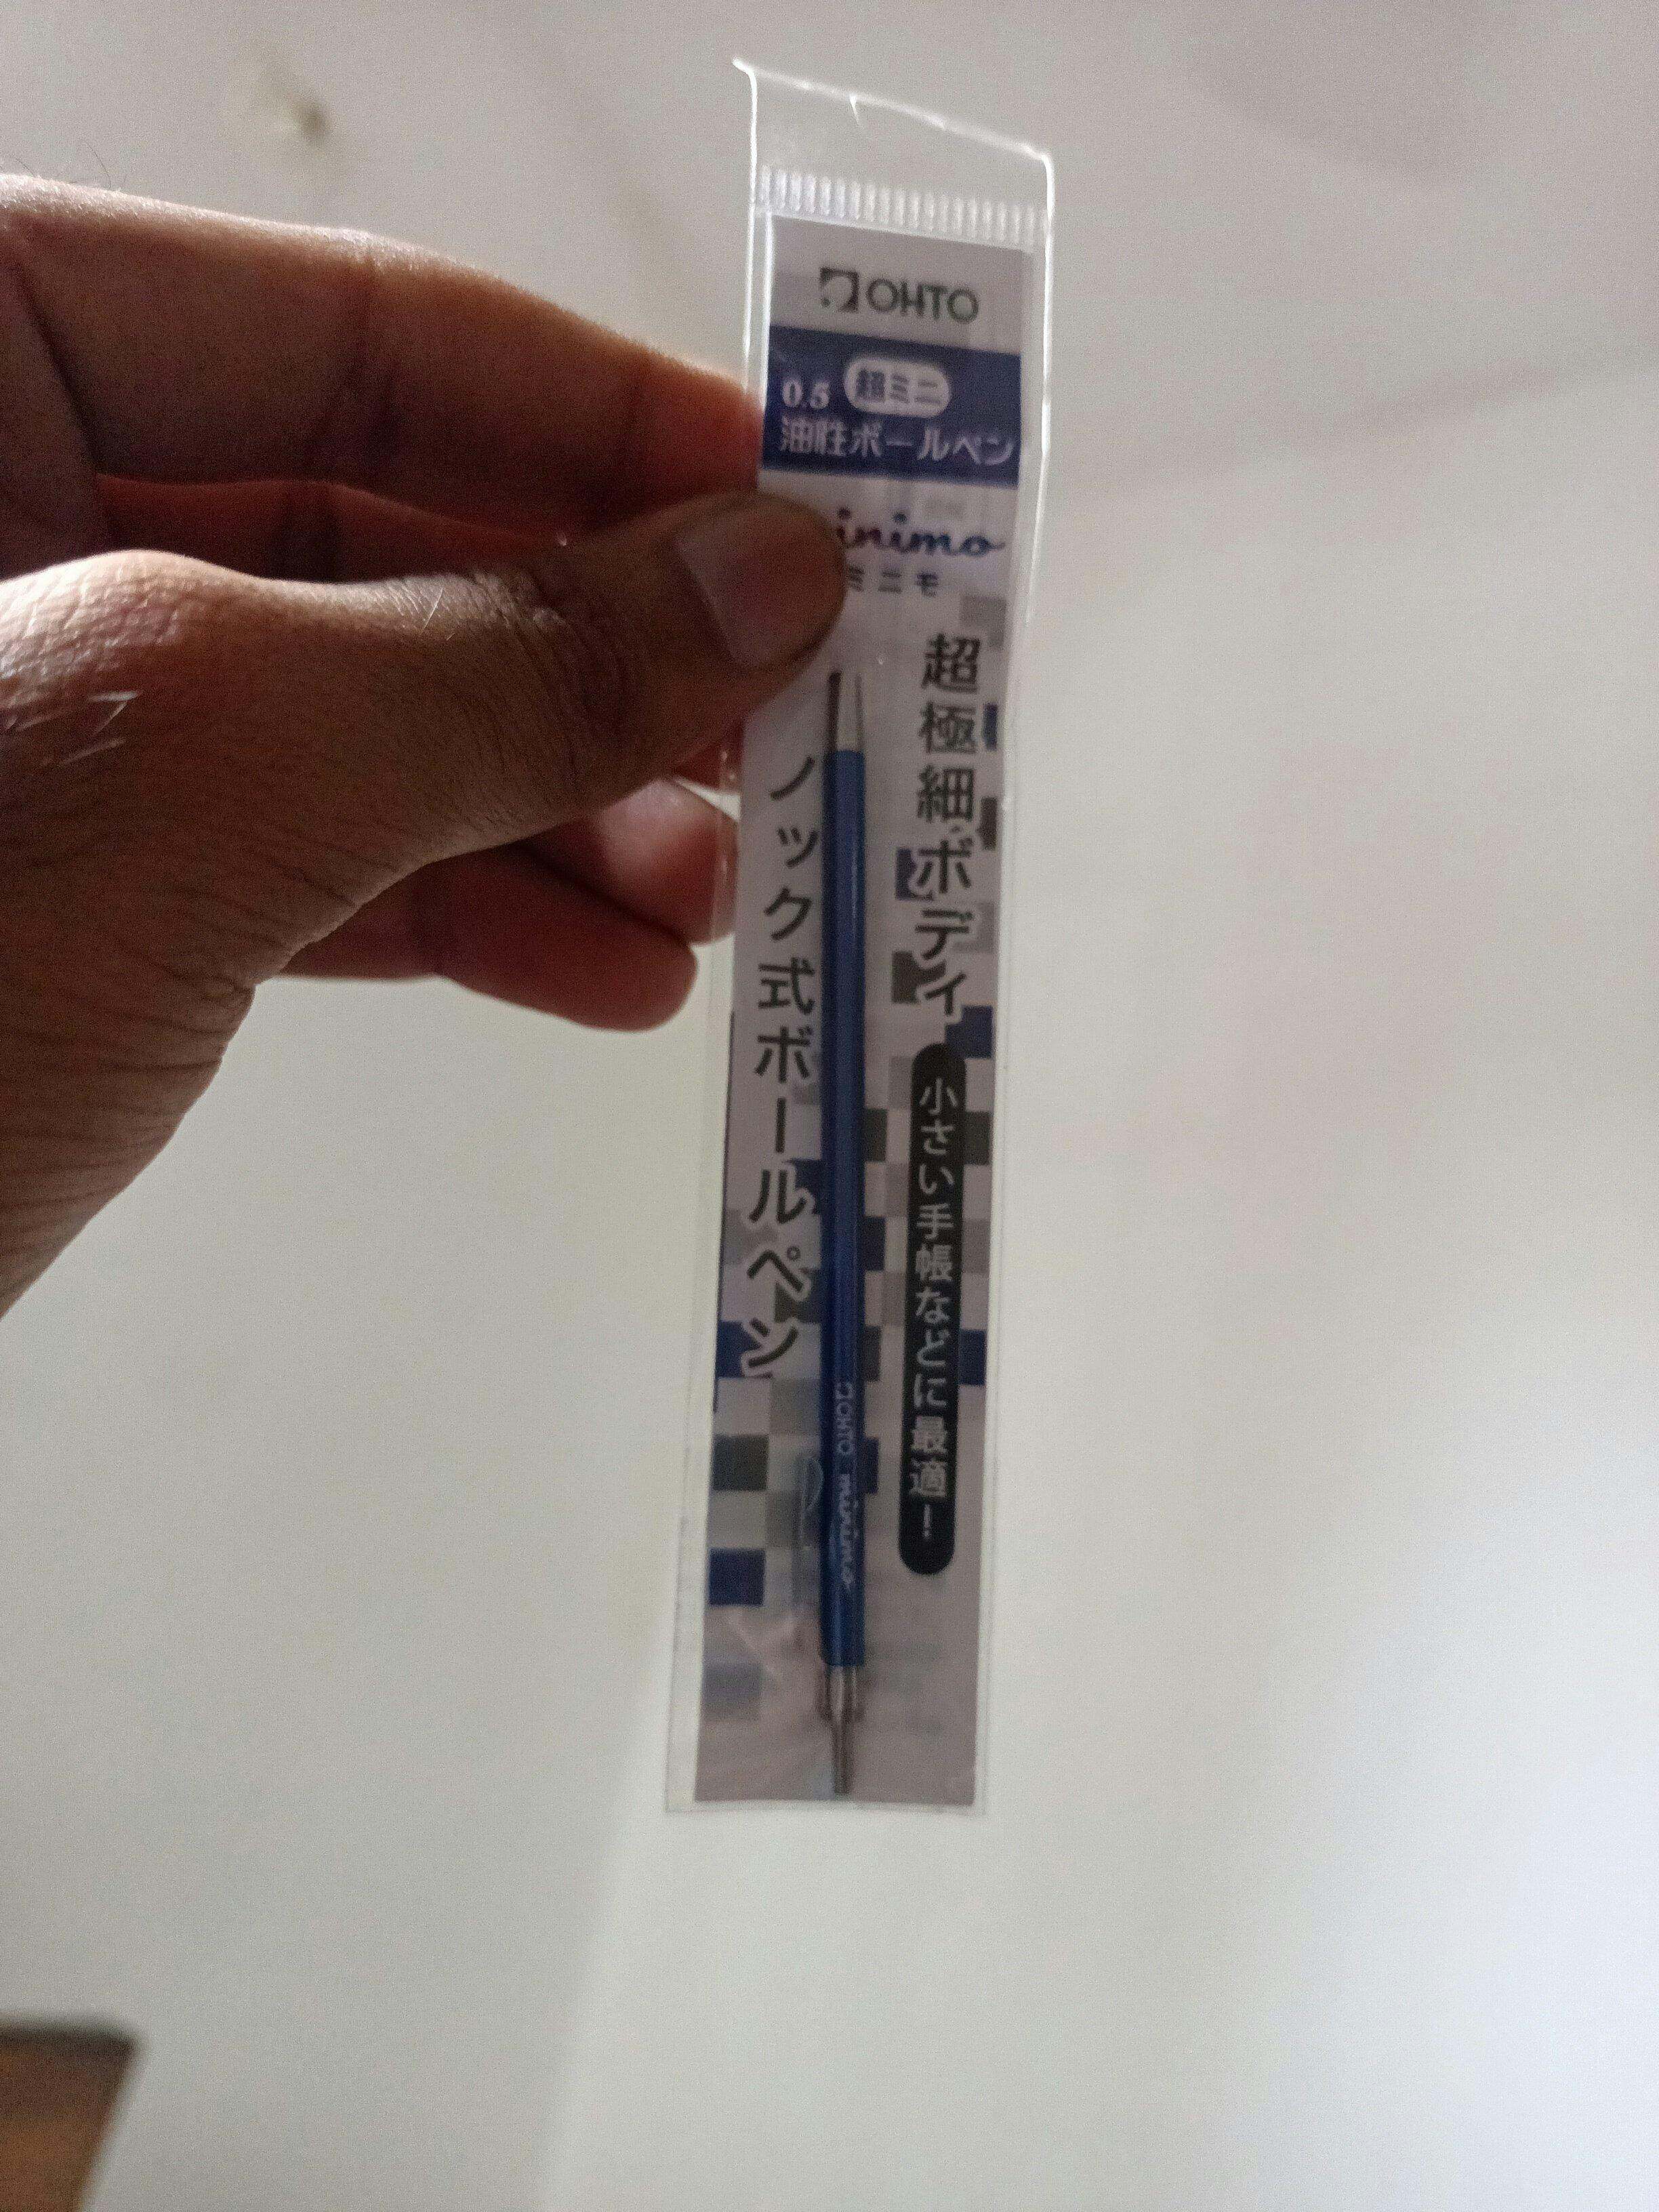 OHTO
0.5 超ミニ
油性ボールペン
inimo
ミニモ
超極細ボディ
ノック式ボールペン
小さい手帳などに最適!
OHTO minimo